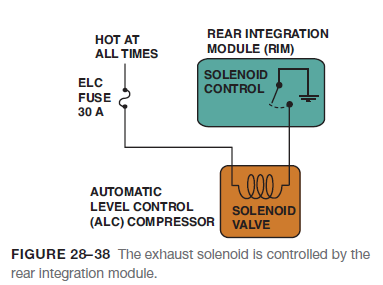 HOT AT
ALL TIMES
REAR INTEGRATION
MODULE (RIM)
ELC
FUSE
30 A
SOLENOID
CONTROL
AUTOMATIC
LEVEL CONTROL
(ALC) COMPRESSOR
SOLENOID
VALVE
FIGURE 28–38 The exhaust solenoid is controlled by the
rear integration module.